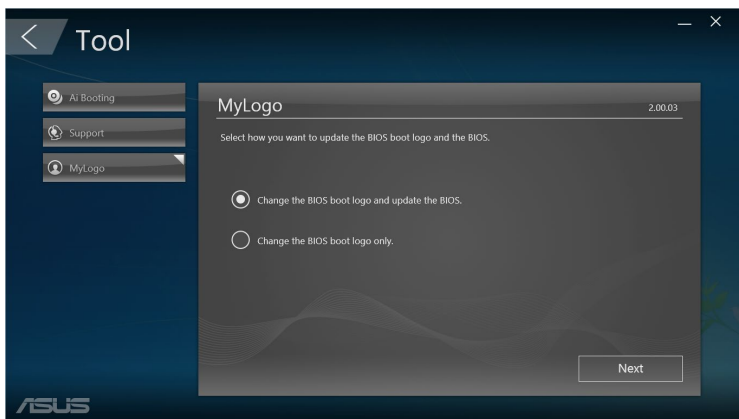 Tool
Ai Booting
Support
MyLogo
MyLogo
2.00.03
Select how you want to update the BIOS boot logo and the BIOS.
Change the BIOS boot logo and update the BIOS.
Change the BIOS boot logo only.
Next
ASUS